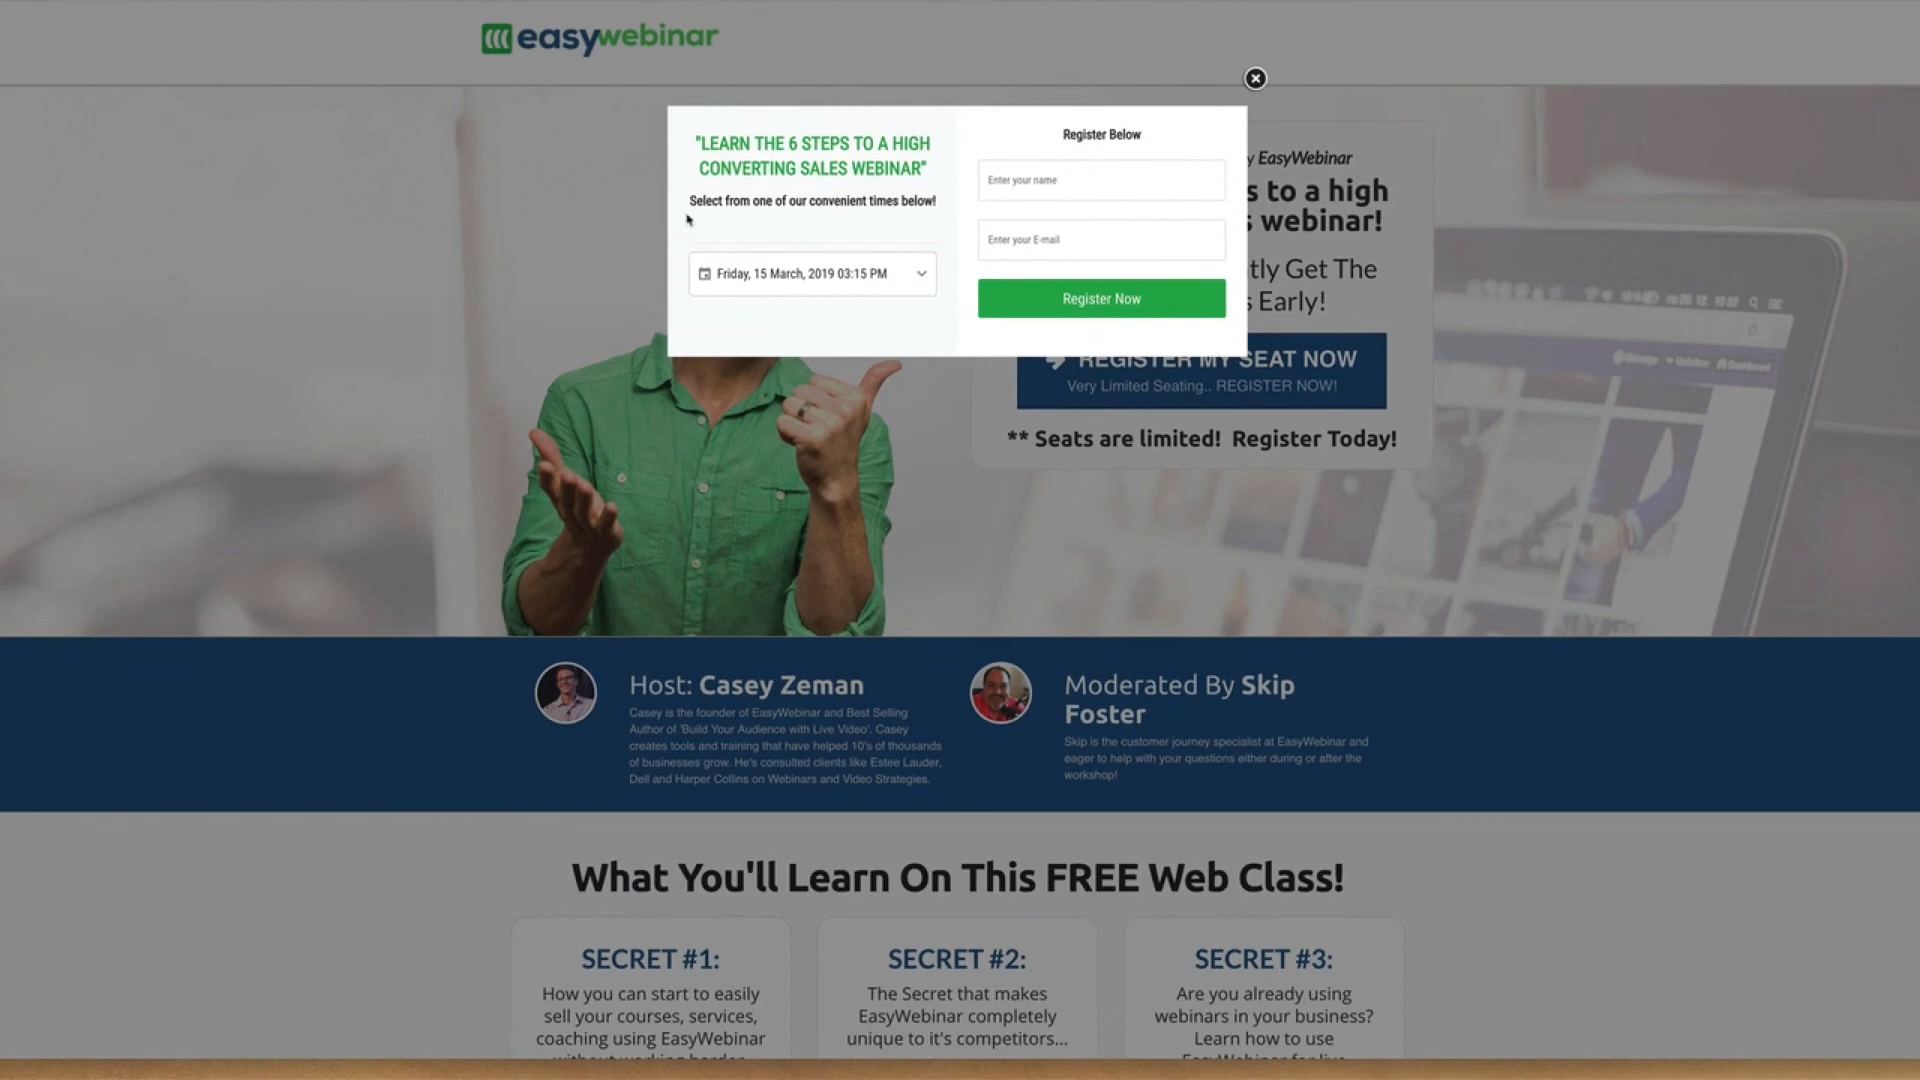 easywebinar
"LEARN THE 6 STEPS TO A HIGH
CONVERTING SALES WEBINAR"
Select from one of our convenient times below!
Friday, 15 March, 2019 03:15 PM
Register Below
Enter your name
Enter your E-mail
Register Now
y EasyWebinar
s to a high
s webinar!
tly Get The
s Early!
REGISTER MY SEAT NOW
Very Limited Seating.. REGISTER NOW!
** Seats are limited! Register Today!
Host: Casey Zeman
Casey is the founder of EasyWebinar and Best Selling
Author of 'Build Your Audience with Live Video'. Casey
creates tools and training that have helped 10's of thousands
of businesses grow. He's consulted clients like Estee Lauder,
Dell and Harper Collins on Webinars and Video Strategies.
Moderated By Skip
Foster
Skip is the customer journey specialist at EasyWebinar and
eager to help with your questions either during or after the
workshop!
What You'll Learn On This FREE Web Class!
SECRET #1:
How you can start to easily
sell your courses, services,
coaching using EasyWebinar
without working harder
SECRET #2:
The Secret that makes
EasyWebinar completely
unique to it's competitors...
SECRET #3:
Are you already using
webinars in your business?
Learn how to use
EasyWebinar for live